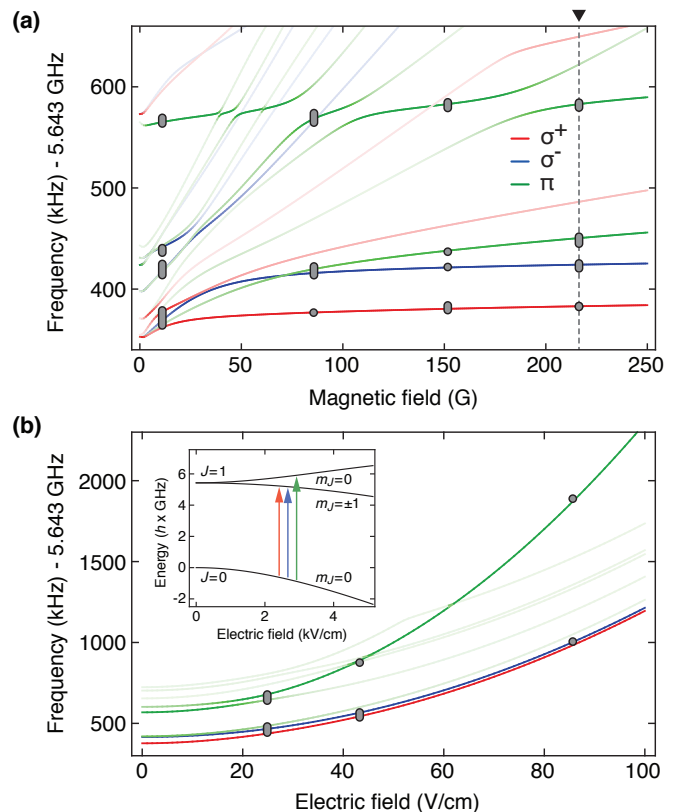 (a)
600
500
400
Frequency (kHz) - 5.643 GHz
σ+
σ-
π
0 50 100 150 200 250
Magnetic field (G)
(b)
2000
1500
1000
500
Frequency (kHz) - 5.643 GHz
6
4
2
0
-2
Energy (h x GHz)
J=1
mJ=0
mJ=±1
J=0
mJ=0
0 2 4
Electric field (kV/cm)
0 20 40 60 80 100
Electric field (V/cm)